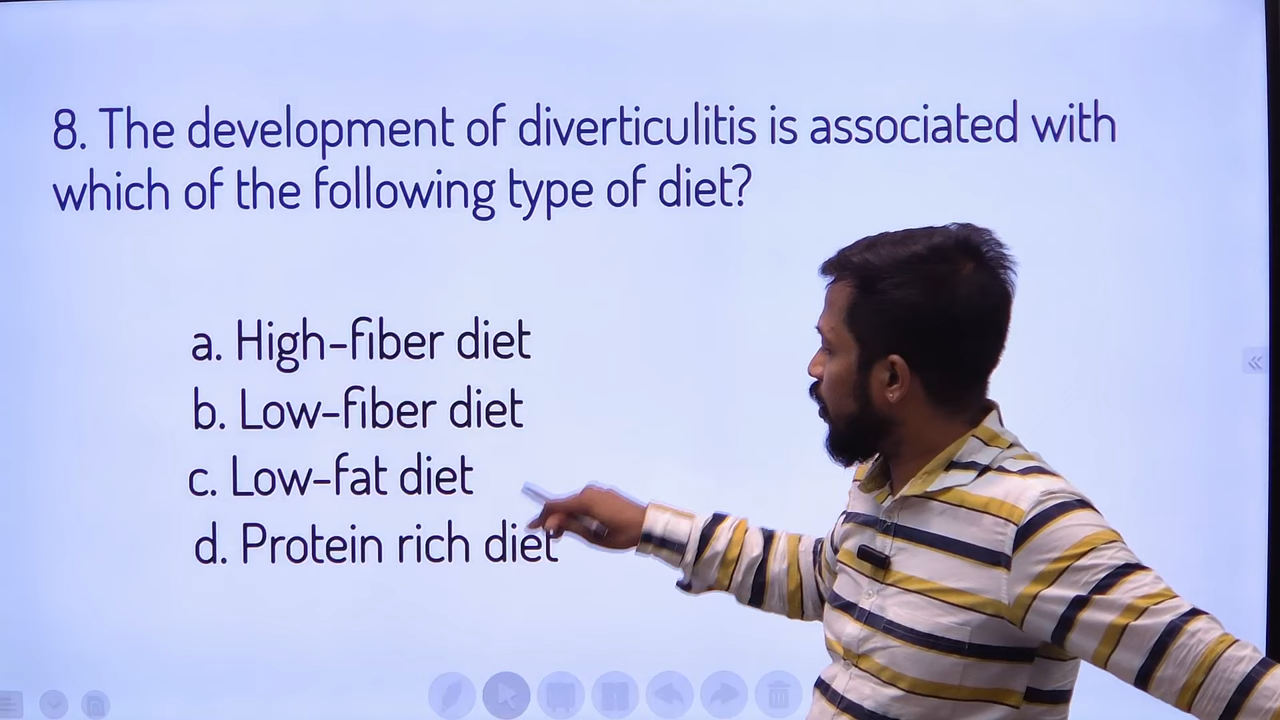 8. The development of diverticulitis is associated with
which of the following type of diet?
a. High-fiber diet
b. Low-fiber diet
c. Low-fat diet
d. Protein rich diet